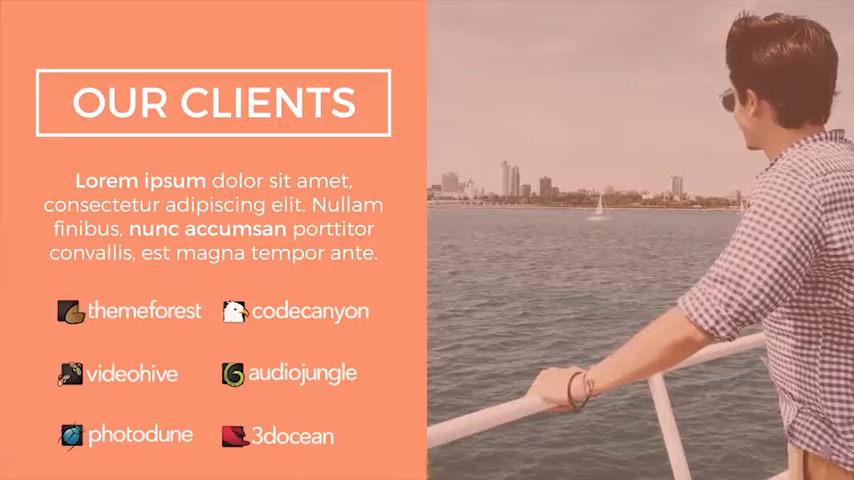 OUR CLIENTS
Lorem ipsum dolor sit amet,
consectetur adipiscing elit. Nullam
finibus, nunc accumsan porttitor
convallis, est magna tempor ante.
themeforest codecanyon
videohive audiojungle
photodune 3docean